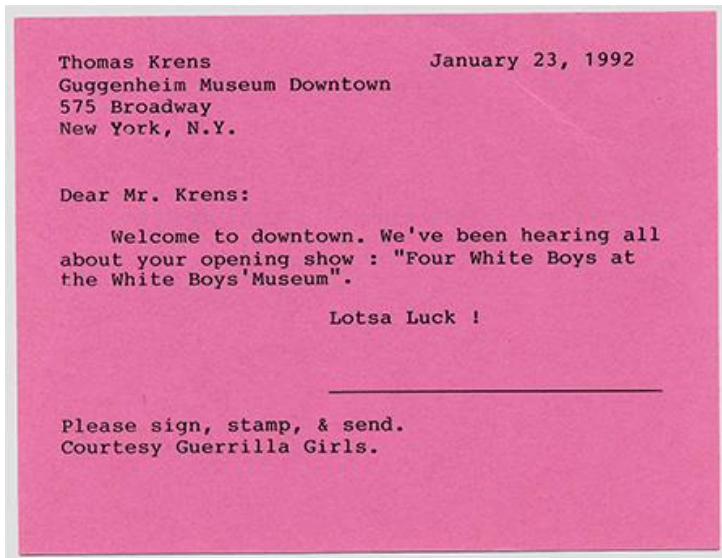 Thomas Krens January 23, 1992
Guggenheim Museum Downtown
575 Broadway
New York, N.Y.
Dear Mr. Krens:
Welcome to downtown. We've been hearing all
about your opening show : "Four White Boys at
the White Boys'Museum".
Lotsa Luck !
Please sign, stamp, & send.
Courtesy Guerrilla Girls.